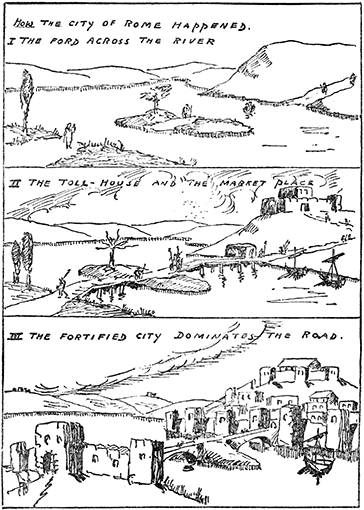 HOW THE CITY OF ROME HAPPENED.
I THE FORD ACROSS THE RIVER
II THE TOLL-HOUSE AND THE MARKET PLACE
III THE FORTIFIED CITY DOMINATES THE ROAD.